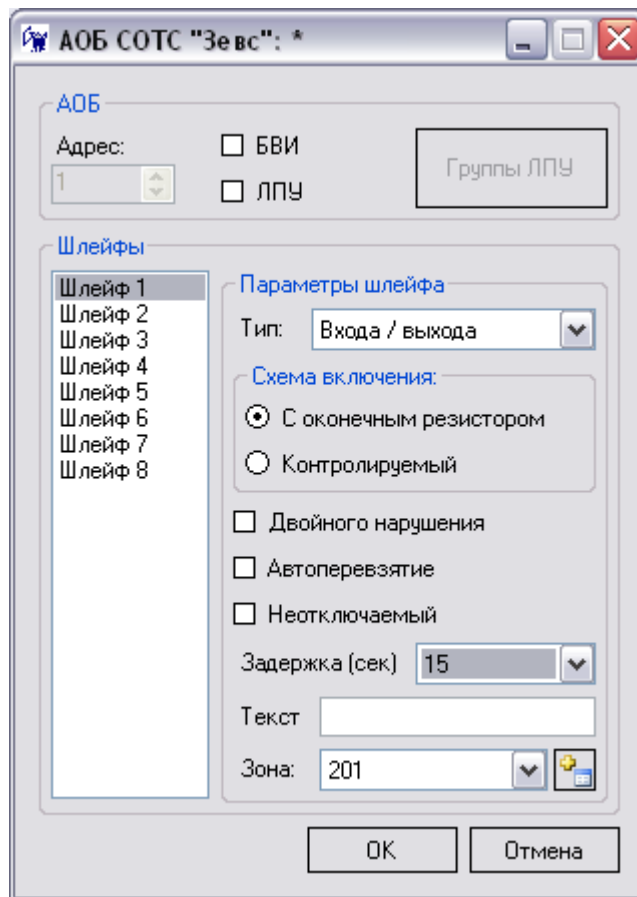 АОБ СОТС "Зевс": *
АОБ
Адрес:
1
БВИ
ЛПУ
Группы ЛПУ
Шлейфы
Шлейф 1
Шлейф 2
Шлейф 3
Шлейф 4
Шлейф 5
Шлейф 6
Шлейф 7
Шлейф 8
Параметры шлейфа
Тип: Входа / выхода
Схема включения:
С оконечным резистором
Контролируемый
Двойного нарушения
Автоперевзятие
Неотключаемый
Задержка (сек) 15
Текст
Зона: 201
OK
Отмена